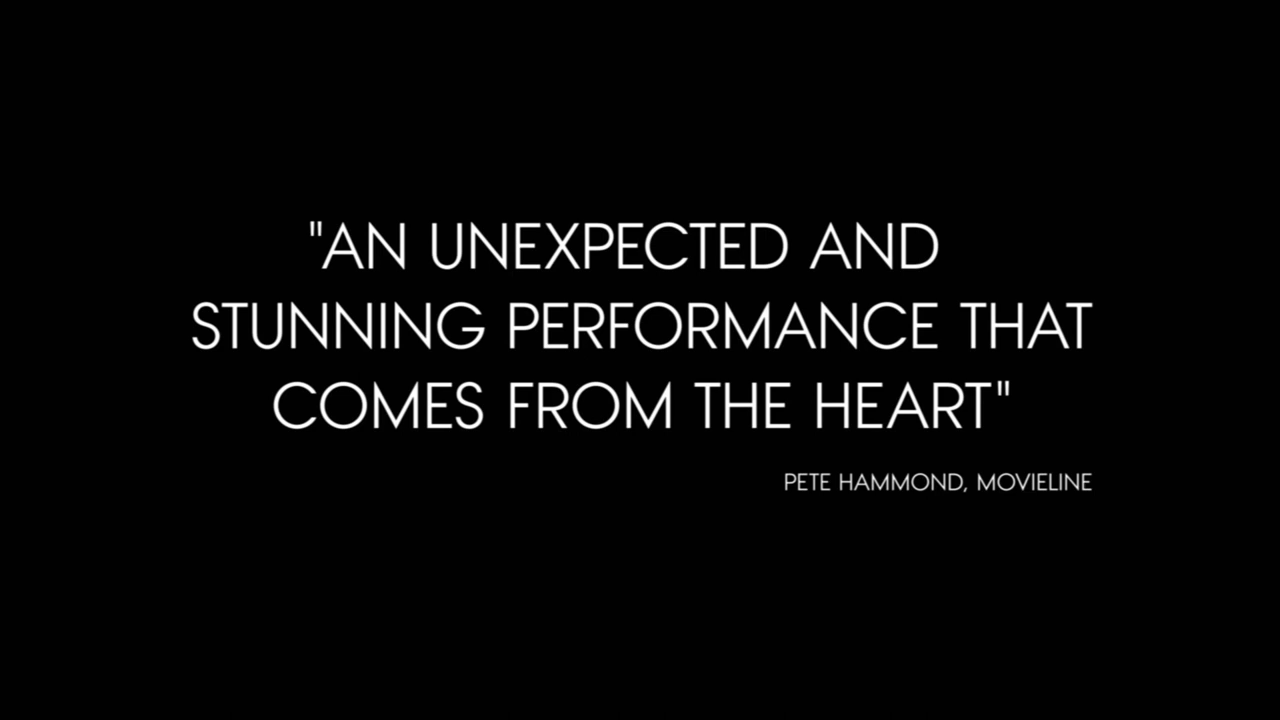 "AN UNEXPECTED AND
STUNNING PERFORMANCE THAT
COMES FROM THE HEART"
PETE HAMMOND, MOVIELINE